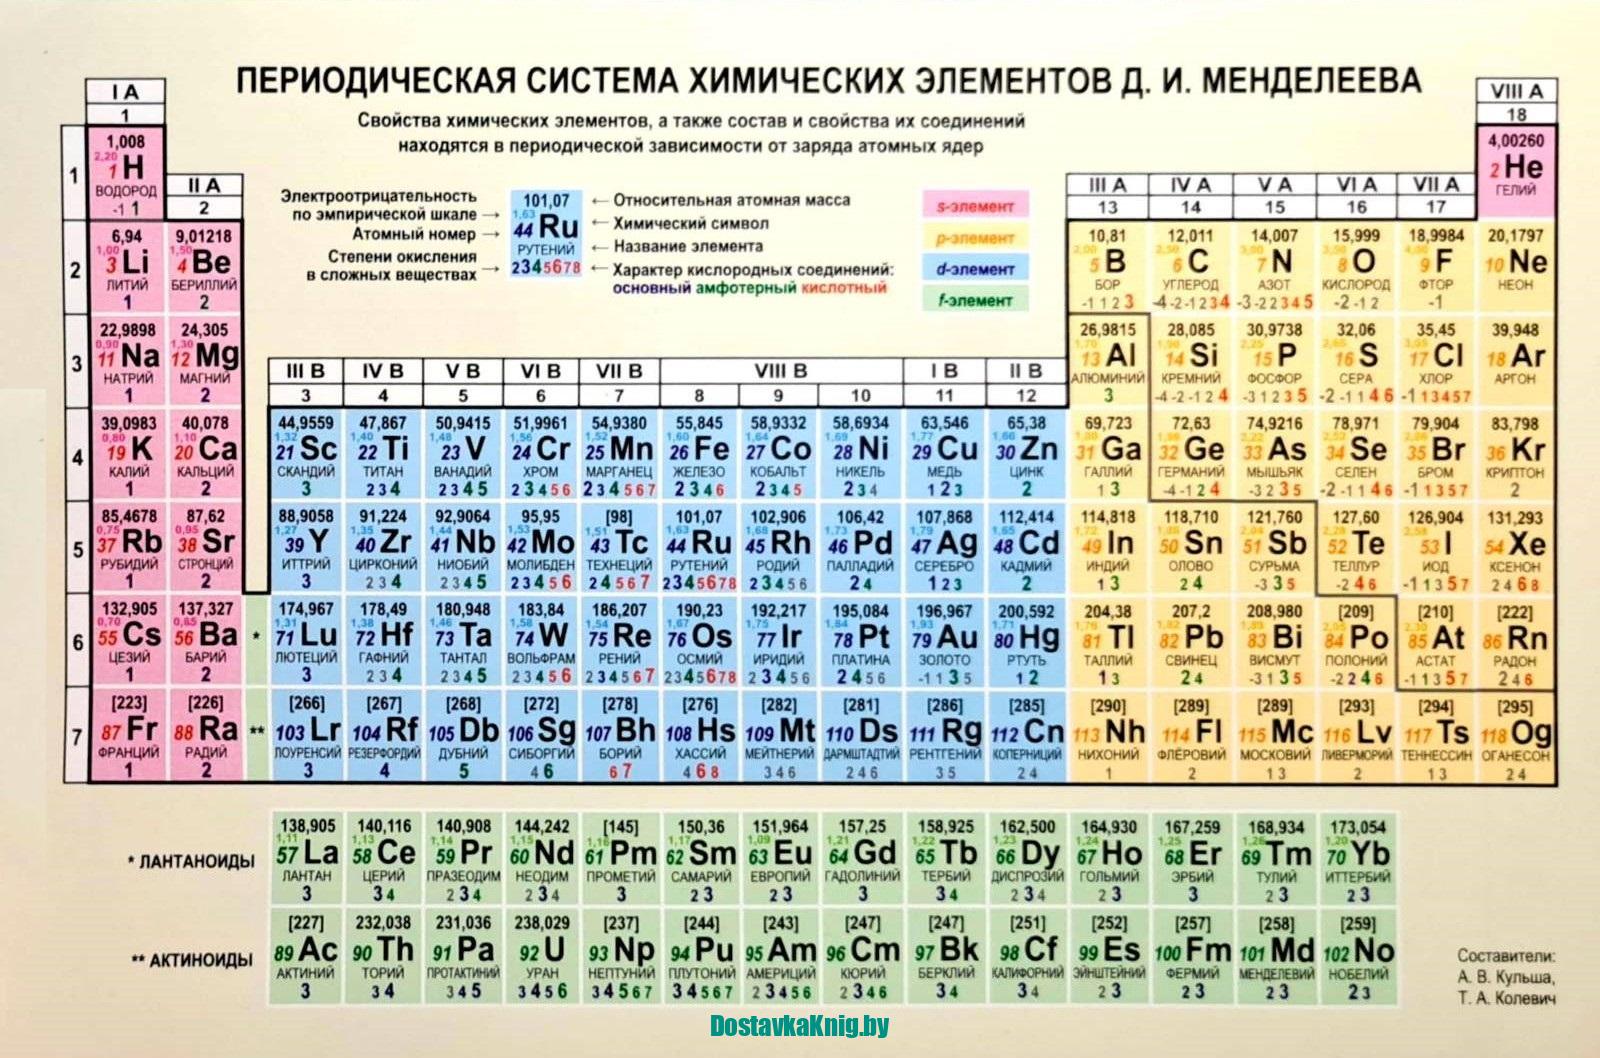 ПЕРИОДИЧЕСКАЯ СИСТЕМА ХИМИЧЕСКИХ ЭЛЕМЕНТОВ Д. И. МЕНДЕЛЕЕВА
Свойства химических элементов, а также состав и свойства их соединений
находятся в периодической зависимости от заряда атомных ядер
I A
1
VIII A
18
1
1,008
2,20
1 H
ВОДОРОД
-1 1
4,00260
2 He
ГЕЛИЙ
II A
2
Электроотрицательность
по эмпирической шкале →
Атомный номер →
Степени окисления
в сложных веществах →
101,07
1,63
44 Ru
РУТЕНИЙ
2345678
← Относительная атомная масса
← Химический символ
← Название элемента
← Характер кислородных соединений:
основный амфотерный кислотный
s-элемент
p-элемент
d-элемент
f-элемент
III A IV A V A VI A VII A
13 14 15 16 17
2
6,94 9,01218 10,81 12,011 14,007 15,999 18,9984 20,1797
1,00 1,50
3 Li 4 Be 5 B 6 C 7 N 8 O 9 F 10 Ne
ЛИТИЙ БЕРИЛЛИЙ БОР УГЛЕРОД АЗОТ КИСЛОРОД ФТОР НЕОН
1 2 -1 1 2 3 -4 -2 -1 2 3 4 -3 -2 2 3 4 5 -2 -1 2 -1
3
22,9898 24,305 26,9815 28,085 30,9738 32,06 35,45 39,948
0,90 1,30
11 Na 12 Mg 13 Al 14 Si 15 P 16 S 17 Cl 18 Ar
НАТРИЙ МАГНИЙ АЛЮМИНИЙ КРЕМНИЙ ФОСФОР СЕРА ХЛОР АРГОН
1 2 3 -4 -2 -1 2 4 -3 1 2 3 5 -2 -1 1 4 6 -1 1 3 4 5 7
III B IV B V B VI B VII B VIII B I B II B
3 4 5 6 7 8 9 10 11 12
4
39,0983 40,078 44,9559 47,867 50,9415 51,9961 54,9380 55,845 58,9332 58,6934 63,546 65,38 69,723 72,63 74,9216 78,971 79,904 83,798
0,80 1,10 1,32 1,40 1,48 1,56 1,52 1,60 1,64 1,69 1,77 1,66
19 K 20 Ca 21 Sc 22 Ti 23 V 24 Cr 25 Mn 26 Fe 27 Co 28 Ni 29 Cu 30 Zn 31 Ga 32 Ge 33 As 34 Se 35 Br 36 Kr
КАЛИЙ КАЛЬЦИЙ СКАНДИЙ ТИТАН ВАНАДИЙ ХРОМ МАРГАНЕЦ ЖЕЛЕЗО КОБАЛЬТ НИКЕЛЬ МЕДЬ ЦИНК ГАЛЛИЙ ГЕРМАНИЙ МЫШЬЯК СЕЛЕН БРОМ КРИПТОН
1 2 3 2 3 4 2 3 4 5 2 3 4 5 6 2 3 4 5 6 7 2 3 4 6 2 3 4 5 2 3 4 1 2 3 2 1 3 -4 -1 2 4 -3 2 3 5 -2 -1 1 4 6 -1 1 3 5 7 2
5
85,4678 87,62 88,9058 91,224 92,9064 95,95 [98] 101,07 102,906 106,42 107,868 112,414 114,818 118,710 121,760 127,60 126,904 131,293
0,75 0,95 1,27 1,35 1,44 1,53 1,51 1,63 1,68 1,73 1,79 1,65
37 Rb 38 Sr 39 Y 40 Zr 41 Nb 42 Mo 43 Tc 44 Ru 45 Rh 46 Pd 47 Ag 48 Cd 49 In 50 Sn 51 Sb 52 Te 53 I 54 Xe
РУБИДИЙ СТРОНЦИЙ ИТТРИЙ ЦИРКОНИЙ НИОБИЙ МОЛИБДЕН ТЕХНЕЦИЙ РУТЕНИЙ РОДИЙ ПАЛЛАДИЙ СЕРЕБРО КАДМИЙ ИНДИЙ ОЛОВО СУРЬМА ТЕЛЛУР ИОД КСЕНОН
1 2 3 2 3 4 2 3 4 5 2 3 4 5 6 2 4 5 6 7 2345678 2 3 4 5 6 2 4 1 2 3 2 1 3 2 4 -3 3 5 -2 4 6 -1 1 3 5 7 2 4 6 8
6
132,905 137,327 174,967 178,49 180,948 183,84 186,207 190,23 192,217 195,084 196,967 200,592 204,38 207,2 208,980 [209] [210] [222]
0,70 0,85 1,31 1,38 1,46 1,58 1,54 1,67 1,75 1,84 1,93 1,71
55 Cs 56 Ba * 71 Lu 72 Hf 73 Ta 74 W 75 Re 76 Os 77 Ir 78 Pt 79 Au 80 Hg 81 Tl 82 Pb 83 Bi 84 Po 85 At 86 Rn
ЦЕЗИЙ БАРИЙ ЛЮТЕЦИЙ ГАФНИЙ ТАНТАЛ ВОЛЬФРАМ РЕНИЙ ОСМИЙ ИРИДИЙ ПЛАТИНА ЗОЛОТО РТУТЬ ТАЛЛИЙ СВИНЕЦ ВИСМУТ ПОЛОНИЙ АСТАТ РАДОН
1 2 3 2 3 4 2 3 4 5 2 3 4 5 6 2 3 4 5 6 7 2345678 2 3 4 5 6 2 4 5 6 -1 1 3 5 1 2 1 3 2 4 -3 1 3 5 -2 2 4 6 -1 1 3 5 7 2 4 6
7
[223] [226] [266] [267] [268] [272] [278] [276] [282] [281] [286] [285] [290] [289] [289] [293] [294] [295]
87 Fr 88 Ra ** 103 Lr 104 Rf 105 Db 106 Sg 107 Bh 108 Hs 109 Mt 110 Ds 111 Rg 112 Cn 113 Nh 114 Fl 115 Mc 116 Lv 117 Ts 118 Og
ФРАНЦИЙ РАДИЙ ЛОУРЕНСИЙ РЕЗЕРФОРДИЙ ДУБНИЙ СИБОРГИЙ БОРИЙ ХАССИЙ МЕЙТНЕРИЙ ДАРМШТАДТИЙ РЕНТГЕНИЙ КОПЕРНИЦИЙ НИХОНИЙ ФЛЁРОВИЙ МОСКОВИЙ ЛИВЕРМОРИЙ ТЕННЕССИН ОГАНЕСОН
1 2 3 4 5 4 6 6 7 4 6 8 3 4 6 2 4 6 3 5 2 4 1 2 1 3 2 1 3 2 4
* ЛАНТАНОИДЫ
138,905 140,116 140,908 144,242 [145] 150,36 151,964 157,25 158,925 162,500 164,930 167,259 168,934 173,054
1,11 1,13 1,14 1,15 1,16 1,17 1,09 1,21 1,22 1,23 1,24 1,25 1,26 1,20
57 La 58 Ce 59 Pr 60 Nd 61 Pm 62 Sm 63 Eu 64 Gd 65 Tb 66 Dy 67 Ho 68 Er 69 Tm 70 Yb
ЛАНТАН ЦЕРИЙ ПРАЗЕОДИМ НЕОДИМ ПРОМЕТИЙ САМАРИЙ ЕВРОПИЙ ГАДОЛИНИЙ ТЕРБИЙ ДИСПРОЗИЙ ГОЛЬМИЙ ЭРБИЙ ТУЛИЙ ИТТЕРБИЙ
3 3 4 2 3 4 2 3 4 3 2 3 2 3 3 3 4 2 3 4 2 3 3 2 3 2 3
** АКТИНОИДЫ
[227] 232,038 231,036 238,029 [237] [244] [243] [247] [247] [251] [252] [257] [258] [259]
89 Ac 90 Th 91 Pa 92 U 93 Np 94 Pu 95 Am 96 Cm 97 Bk 98 Cf 99 Es 100 Fm 101 Md 102 No
АКТИНИЙ ТОРИЙ ПРОТАКТИНИЙ УРАН НЕПТУНИЙ ПЛУТОНИЙ АМЕРИЦИЙ КЮРИЙ БЕРКЛИЙ КАЛИФОРНИЙ ЭЙНШТЕЙНИЙ ФЕРМИЙ МЕНДЕЛЕВИЙ НОБЕЛИЙ
3 3 4 3 4 5 3 4 5 6 3 4 5 6 7 3 4 5 6 7 2 3 4 5 6 2 3 4 6 3 4 3 4 2 3 2 3 2 3 2 3
Составители:
А. В. Кульша,
Т. А. Колевич
DostavkaKnig.by